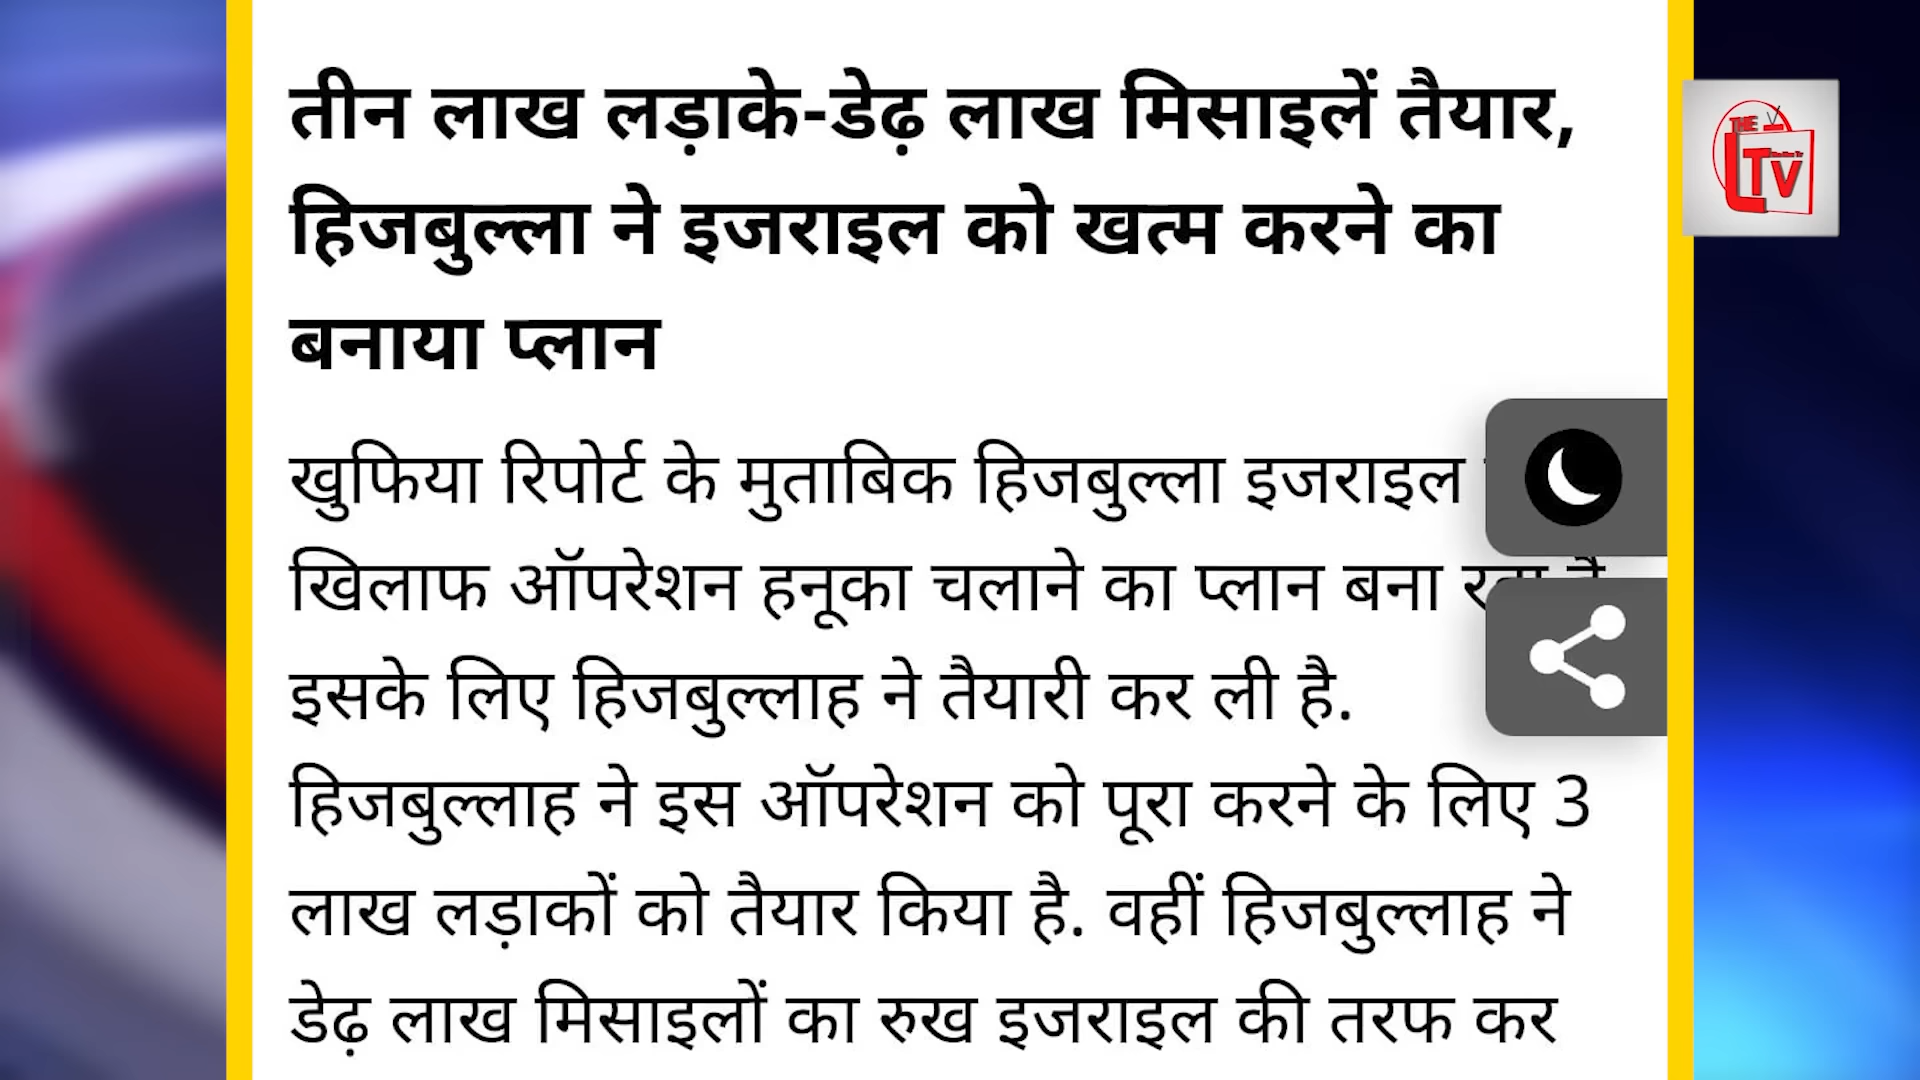 तीन लाख लड़ाके-डेढ़ लाख मिसाइलें तैयार,
हिजबुल्ला ने इजराइल को खत्म करने का
बनाया प्लान
खुफिया रिपोर्ट के मुताबिक हिजबुल्ला इजराइल
खिलाफ ऑपरेशन हनूका चलाने का प्लान बना
इसके लिए हिजबुल्लाह ने तैयारी कर ली है.
हिजबुल्लाह ने इस ऑपरेशन को पूरा करने के लिए 3
लाख लड़ाकों को तैयार किया है. वहीं हिजबुल्लाह ने
डेढ़ लाख मिसाइलों का रुख इजराइल की तरफ कर
THE
TV